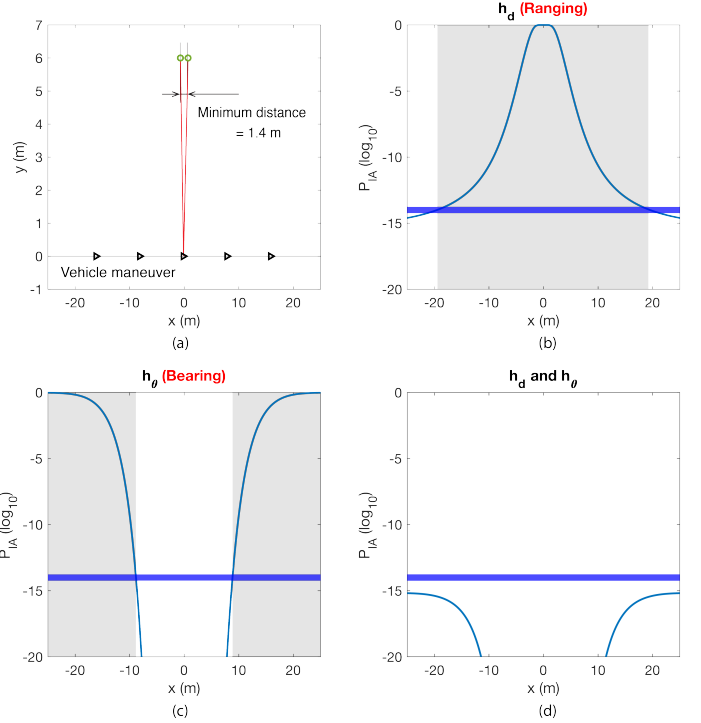 7
6
5
4
3
2
1
0
-1
y (m)
Minimum distance
= 1.4 m
Vehicle maneuver
-20 -10 0 10 20
x (m)
(a)
h_d (Ranging)
0
-5
-10
-15
-20
P_IA (log_10)
-20 -10 0 10 20
x (m)
(b)
h_θ (Bearing)
0
-5
-10
-15
-20
P_IA (log_10)
-20 -10 0 10 20
x (m)
(c)
h_d and h_θ
0
-5
-10
-15
-20
P_IA (log_10)
-20 -10 0 10 20
x (m)
(d)